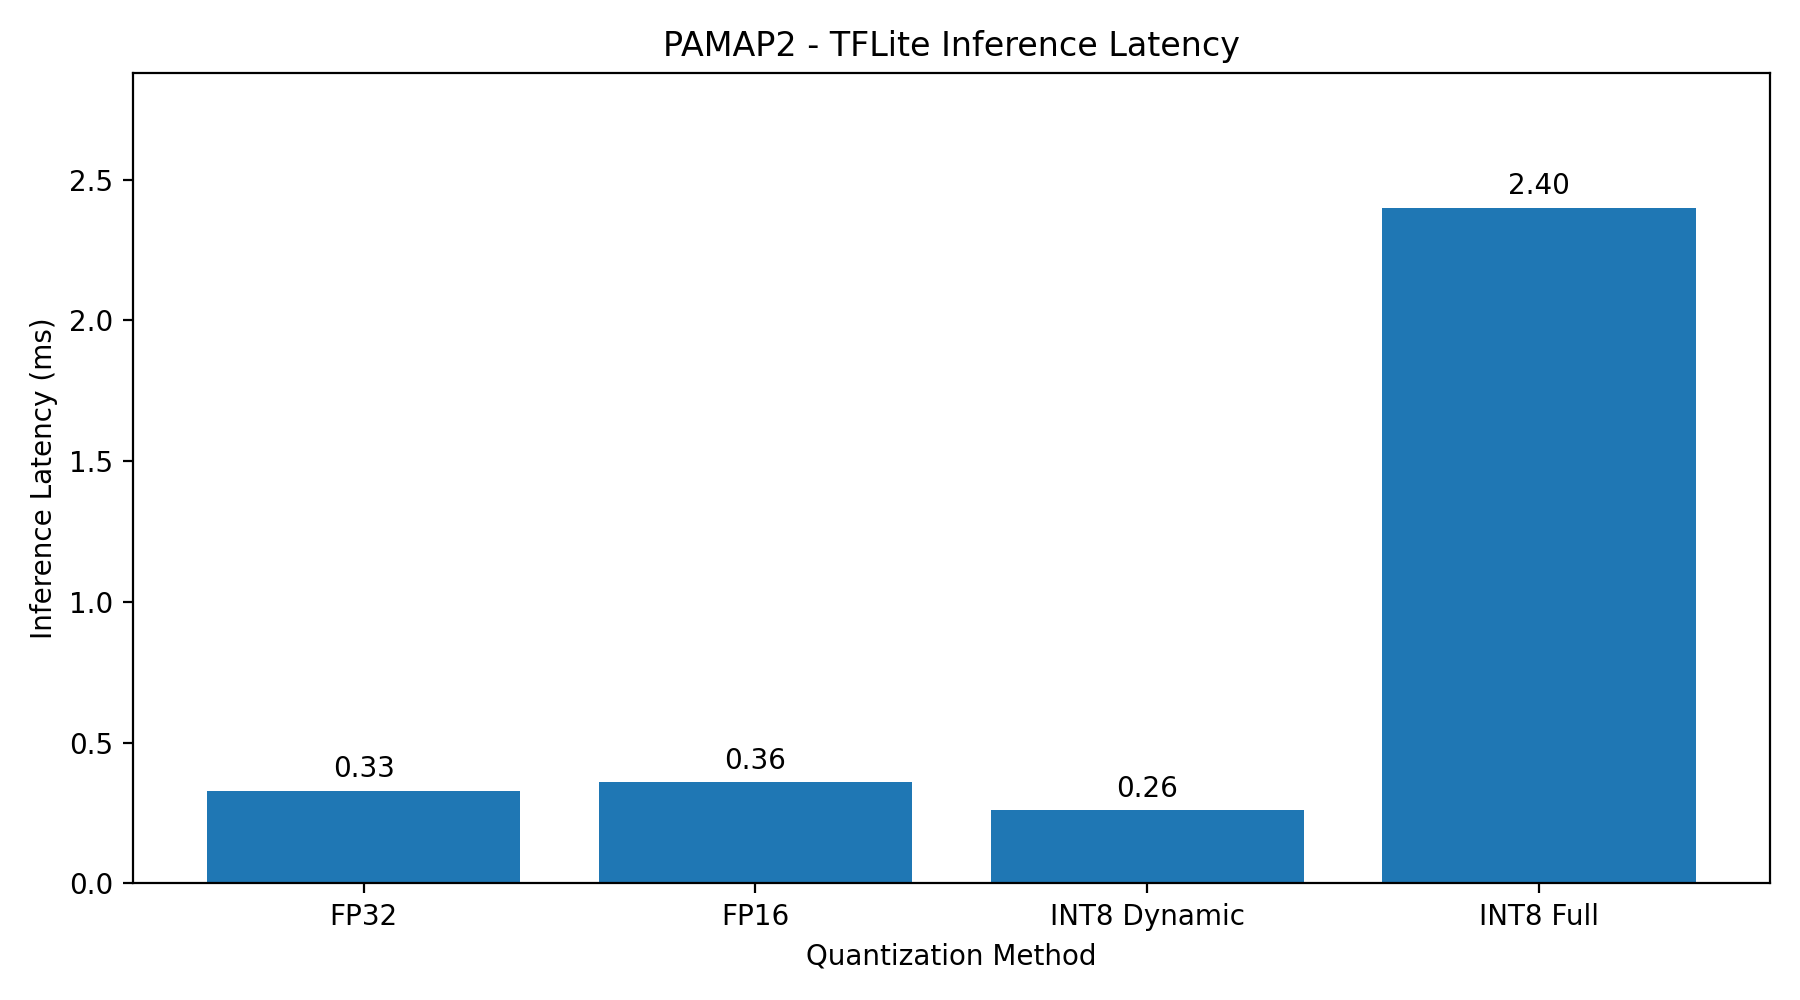 PAMAP2 - TFLite Inference Latency
Inference Latency (ms)
2.5
2.0
1.5
1.0
0.5
0.0
0.33
0.36
0.26
2.40
FP32
FP16
INT8 Dynamic
INT8 Full
Quantization Method